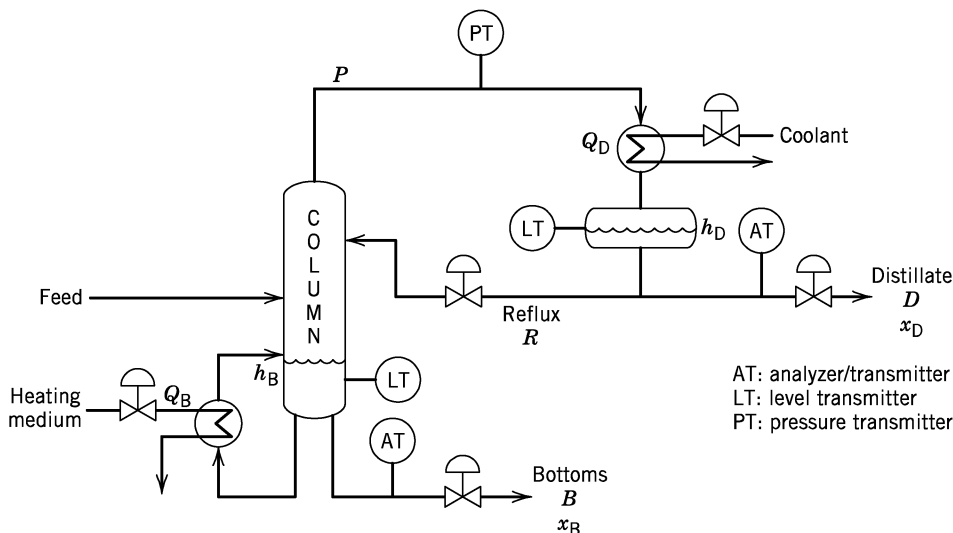 PT
P
Q_D
Coolant
COLUMN
LT
h_D
AT
Feed
Reflux
R
Distillate
D
x_D
h_B
LT
Heating
medium
Q_B
AT
AT: analyzer/transmitter
LT: level transmitter
PT: pressure transmitter
Bottoms
B
x_B